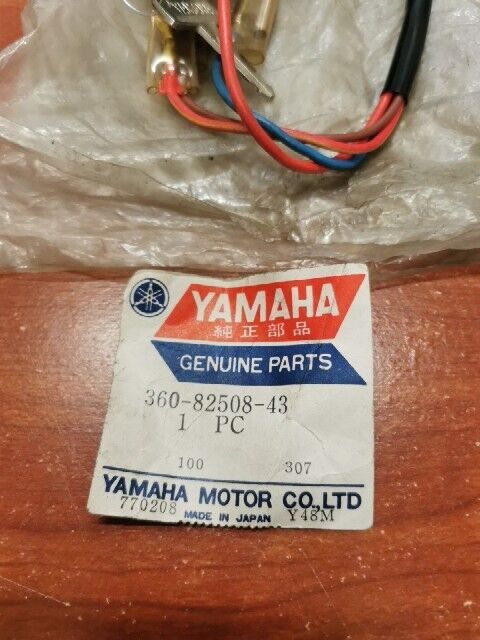 YAMAHA
純正部品
GENUINE PARTS
360-82508-43
1 PC
100 307
YAMAHA MOTOR CO.,LTD
770208 MADE IN JAPAN Y48M